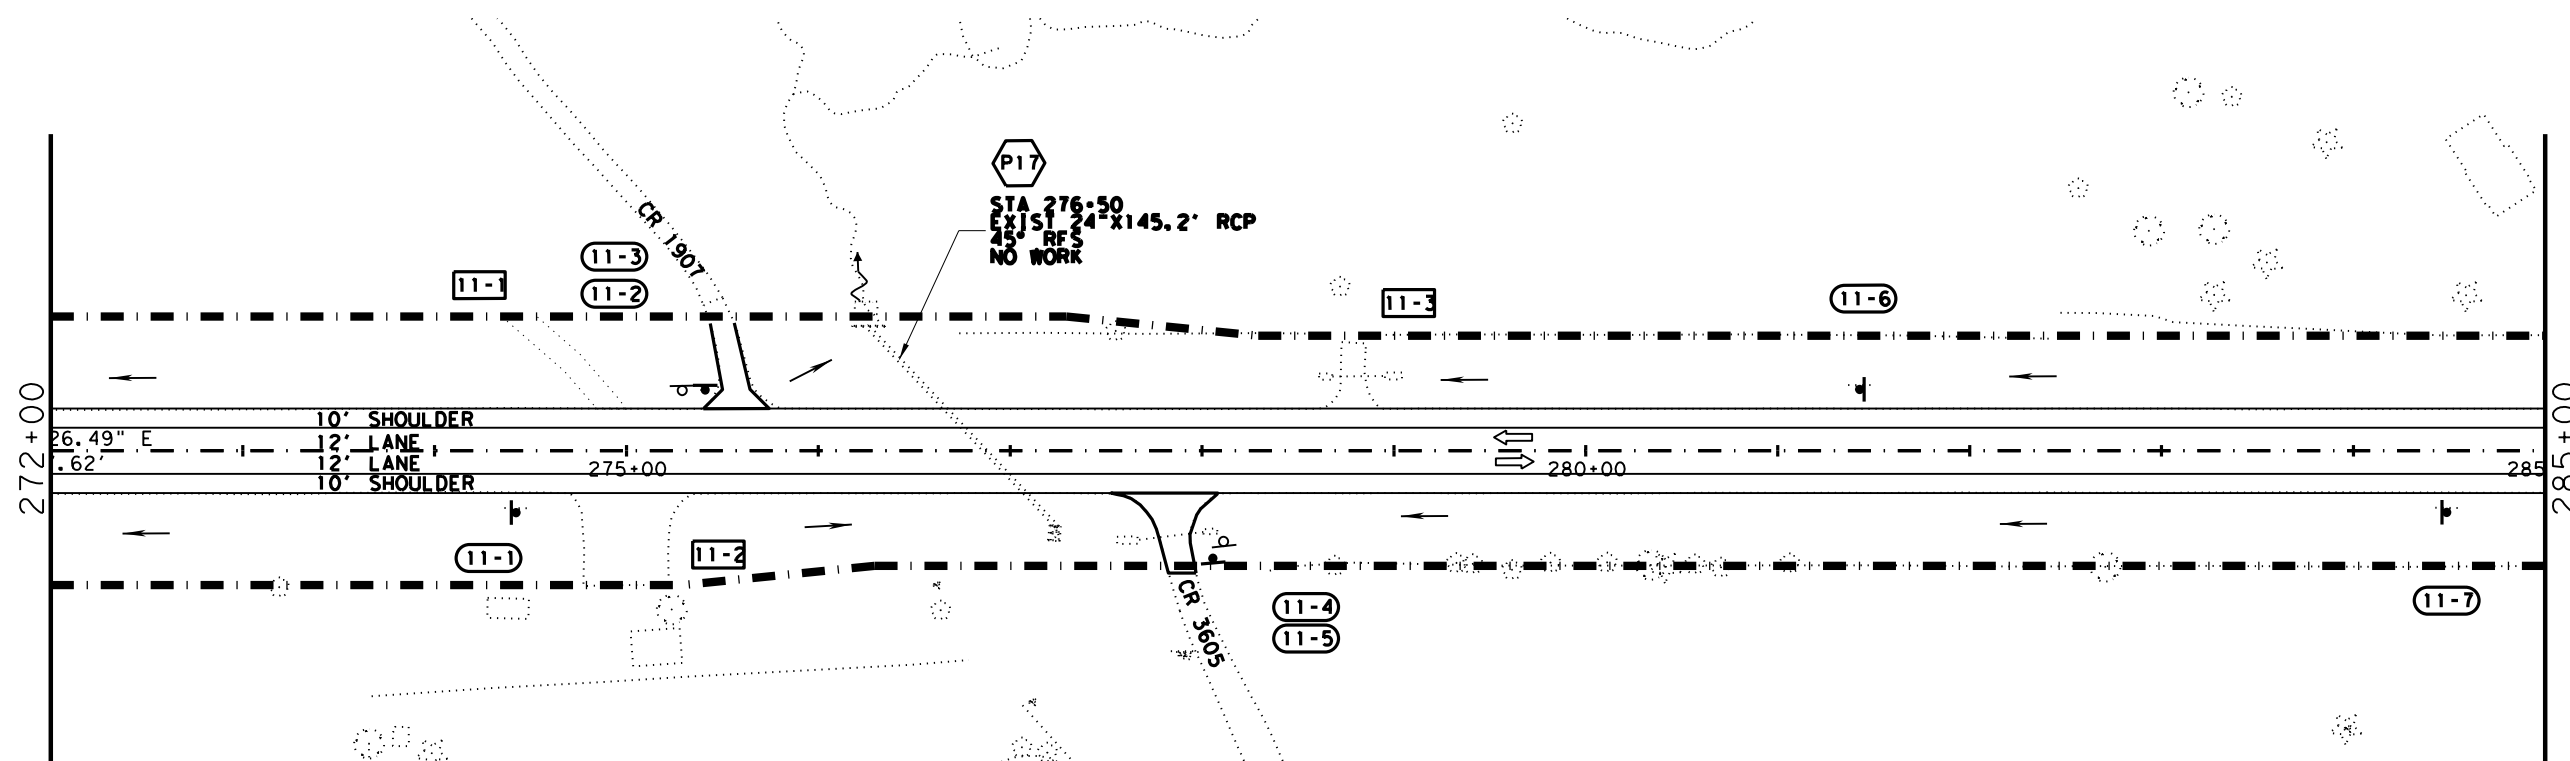 P17
STA 276+50
EXIST 24"X145.2' RCP
45° RFS
NO WORK
CR 1907
11-3
11-2
11-1
11-3
11-6
272+00
285+00
10' SHOULDER
26.49" E
12' LANE
.62'
12' LANE
275+00
280+00
285
10' SHOULDER
11-1
11-2
CR 3605
11-4
11-5
11-7